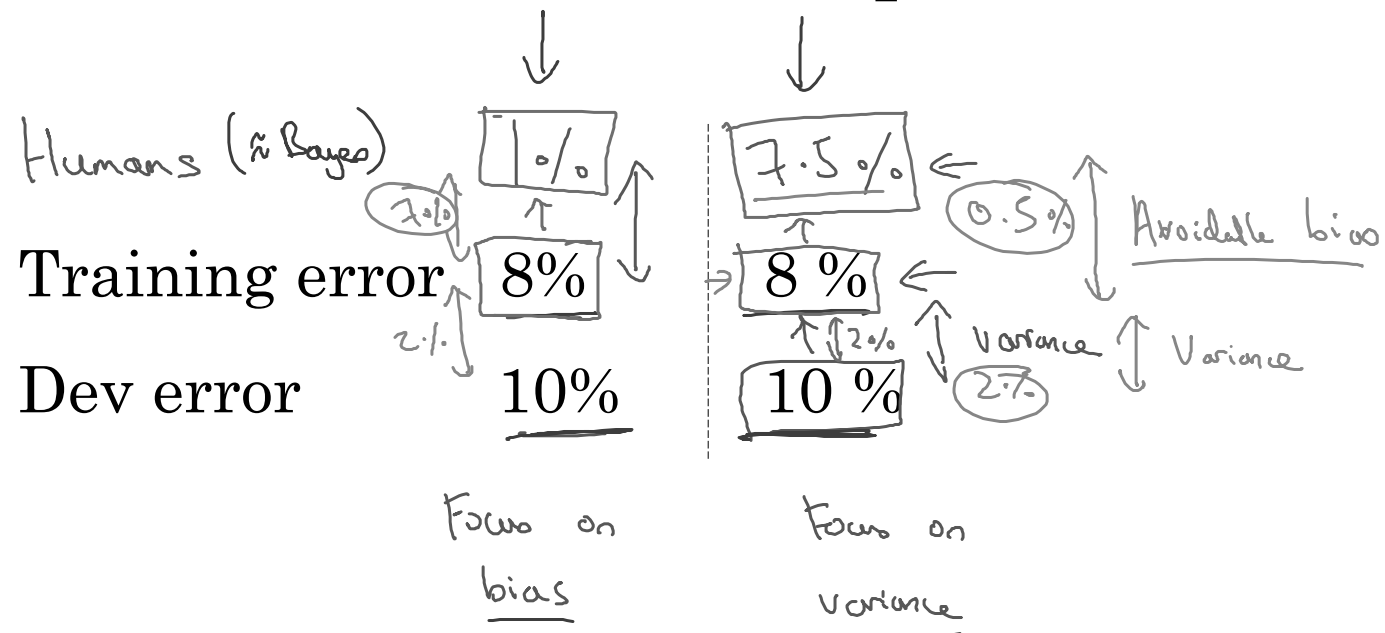 Humans (≈ Bayes) 1% 7.5%
7% 0.5% Avoidable bias
Training error 8% 8 %
2% 2% Variance Variance
Dev error 10% 10 % 2%
Focus on Focus on
bias variance